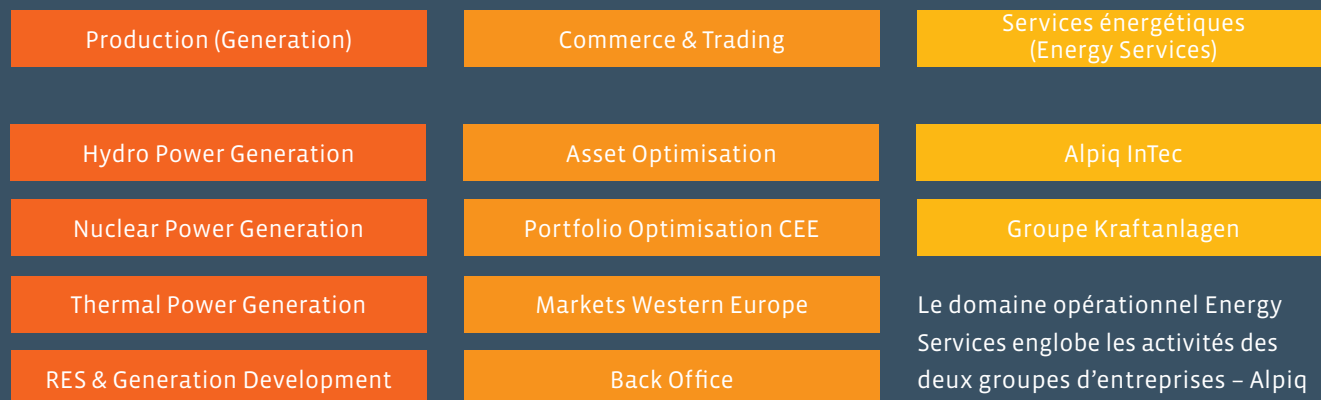 Production (Generation)
Commerce & Trading
Services énergétiques
(Energy Services)
Hydro Power Generation
Asset Optimisation
Alpiq InTec
Nuclear Power Generation
Portfolio Optimisation CEE
Groupe Kraftanlagen
Thermal Power Generation
Markets Western Europe
RES & Generation Development
Back Office
Le domaine opérationnel Energy
Services englobe les activités des
deux groupes d’entreprises – Alpiq